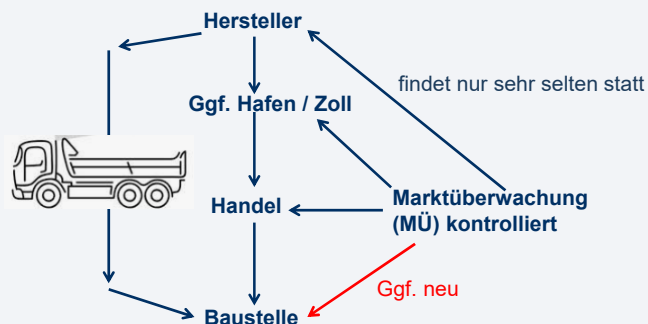 Hersteller
findet nur sehr selten statt
Ggf. Hafen / Zoll
Handel
Marktüberwachung
(MÜ) kontrolliert
Ggf. neu
Baustelle